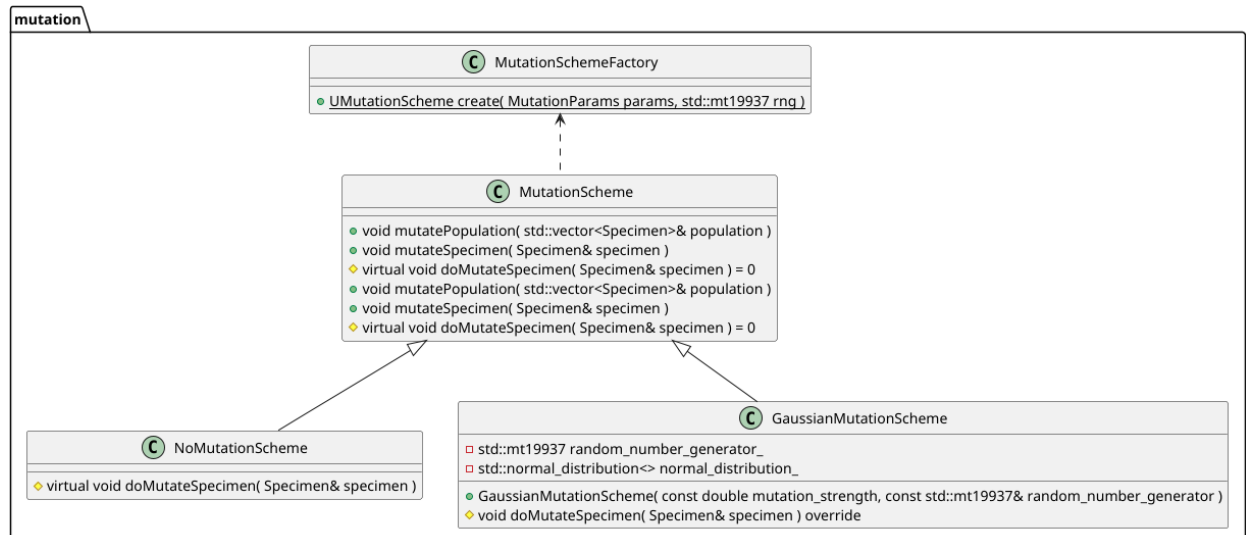 mutation
C MutationSchemeFactory
UMutationScheme create( MutationParams params, std::mt19937 rng )
C MutationScheme
void mutatePopulation( std::vector<Specimen>& population )
void mutateSpecimen( Specimen& specimen )
virtual void doMutateSpecimen( Specimen& specimen ) = 0
void mutatePopulation( std::vector<Specimen>& population )
void mutateSpecimen( Specimen& specimen )
virtual void doMutateSpecimen( Specimen& specimen ) = 0
C NoMutationScheme
virtual void doMutateSpecimen( Specimen& specimen )
C GaussianMutationScheme
std::mt19937 random_number_generator_
std::normal_distribution<> normal_distribution_
GaussianMutationScheme( const double mutation_strength, const std::mt19937& random_number_generator )
void doMutateSpecimen( Specimen& specimen ) override